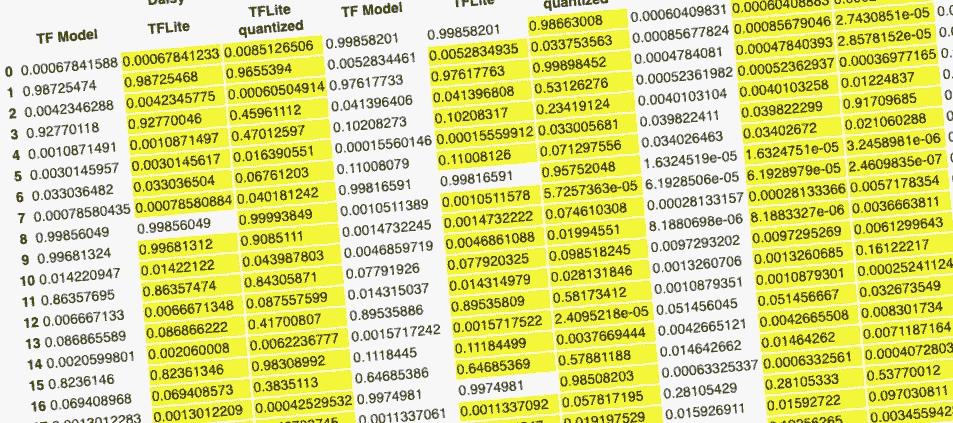 TF Model TFLite TFLite quantized TF Model TFLite quantized
0 0.00067841588 0.00067841233 0.0085126506 0.99858201 0.99858201 0.98663008 0.00060409831 0.00060408883
1 0.98725474 0.98725468 0.9655394 0.0052834461 0.0052834935 0.033753563 0.00085677824 0.00085679046 2.7430851e-05
2 0.0042346288 0.0042345775 0.00060504914 0.97617733 0.97617763 0.99898452 0.0004784081 0.00047840393 2.8578152e-05
3 0.92770118 0.92770046 0.45961112 0.041396406 0.041396808 0.53126276 0.00052361982 0.00052362937 0.00036977165
4 0.0010871491 0.0010871497 0.47012597 0.10208273 0.10208317 0.23419124 0.0040103104 0.0040103258 0.01224837
5 0.0030145957 0.0030145617 0.016390551 0.00015560146 0.00015559912 0.033005681 0.039822411 0.039822299 0.91709685
6 0.033036482 0.033036504 0.06761203 0.11008079 0.11008126 0.071297556 0.034026463 0.03402672 0.021060288
7 0.00078580435 0.00078580884 0.040181242 0.99816591 0.99816591 0.95752048 1.6324519e-05 1.6324751e-05 3.2458981e-06
8 0.99856049 0.99856049 0.99993849 0.0010511389 0.0010511578 5.7257363e-05 6.1928506e-05 6.1928979e-05 2.4609835e-07
9 0.99681324 0.99681312 0.9085111 0.0014732245 0.0014732222 0.074610308 0.00028133157 0.00028133366 0.0057178354
10 0.014220947 0.01422122 0.043987803 0.0046859719 0.0046861088 0.01994551 8.1880698e-06 8.1883327e-06 0.0036663811
11 0.86357695 0.86357474 0.8430871 0.07791926 0.077920325 0.098518245 0.0097293202 0.0097295269 0.0061299643
12 0.006667133 0.0066671348 0.087557599 0.014315037 0.014314979 0.028131846 0.0013260706 0.0013260685 0.16122217
13 0.086865589 0.086866222 0.41700807 0.89535886 0.89535809 0.58173412 0.0010879351 0.0010879301 0.00025241124
14 0.0020599801 0.002060008 0.0062236777 0.0015717242 0.0015717522 2.4095218e-05 0.051456045 0.051456667 0.032673549
15 0.8236146 0.82361346 0.98308992 0.1118445 0.11184499 0.0037669444 0.0042665121 0.0042665508 0.008301734
16 0.069408968 0.069408573 0.3835113 0.64685386 0.64685369 0.57881188 0.014642662 0.01464262 0.0071187164
0.0013012283 0.0013012209 0.00042529532 0.9974981 0.9974981 0.98508203 0.00063325337 0.0006332561 0.0004072803
0.0011337061 0.0011337092 0.057817195 0.28105429 0.28105333 0.53770012
0.019197529 0.015926911 0.01592722 0.097030811